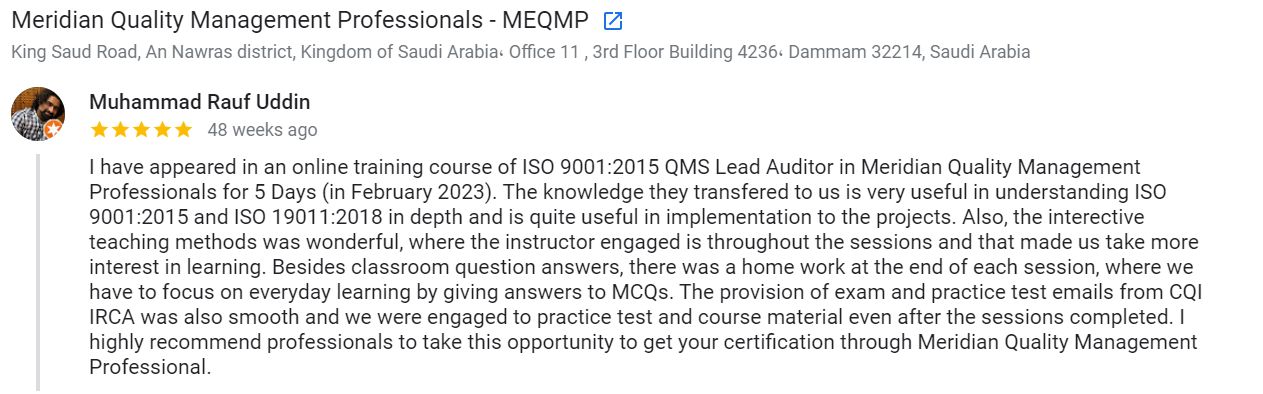 Meridian Quality Management Professionals - MEQMP
King Saud Road, An Nawras district, Kingdom of Saudi Arabia، Office 11 , 3rd Floor Building 4236، Dammam 32214, Saudi Arabia
Muhammad Rauf Uddin
48 weeks ago
I have appeared in an online training course of ISO 9001:2015 QMS Lead Auditor in Meridian Quality Management
Professionals for 5 Days (in February 2023). The knowledge they transfered to us is very useful in understanding ISO
9001:2015 and ISO 19011:2018 in depth and is quite useful in implementation to the projects. Also, the interective
teaching methods was wonderful, where the instructor engaged is throughout the sessions and that made us take more
interest in learning. Besides classroom question answers, there was a home work at the end of each session, where we
have to focus on everyday learning by giving answers to MCQs. The provision of exam and practice test emails from CQI
IRCA was also smooth and we were engaged to practice test and course material even after the sessions completed. I
highly recommend professionals to take this opportunity to get your certification through Meridian Quality Management
Professional.